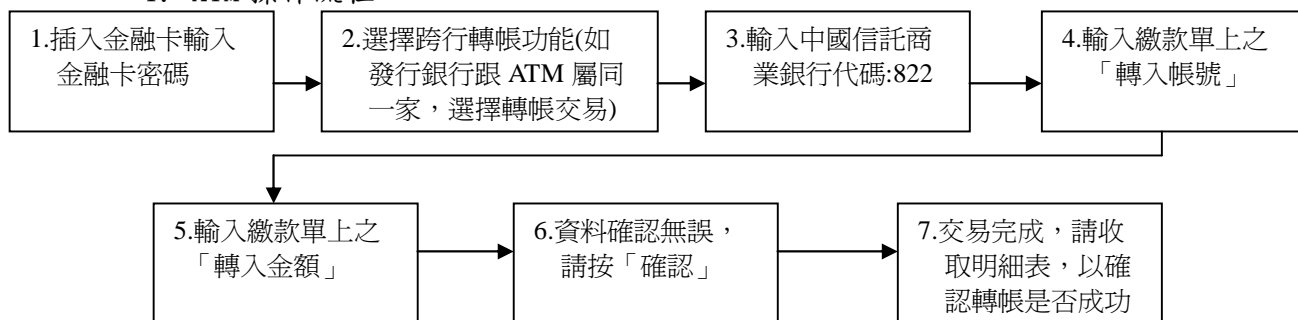 1.插入金融卡輸入
金融卡密碼
2.選擇跨行轉帳功能(如
發行銀行跟 ATM 屬同
一家，選擇轉帳交易)
3.輸入中國信託商
業銀行代碼:822
4.輸入繳款單上之
「轉入帳號」
5.輸入繳款單上之
「轉入金額」
6.資料確認無誤，
請按「確認」
7.交易完成，請收
取明細表，以確
認轉帳是否成功